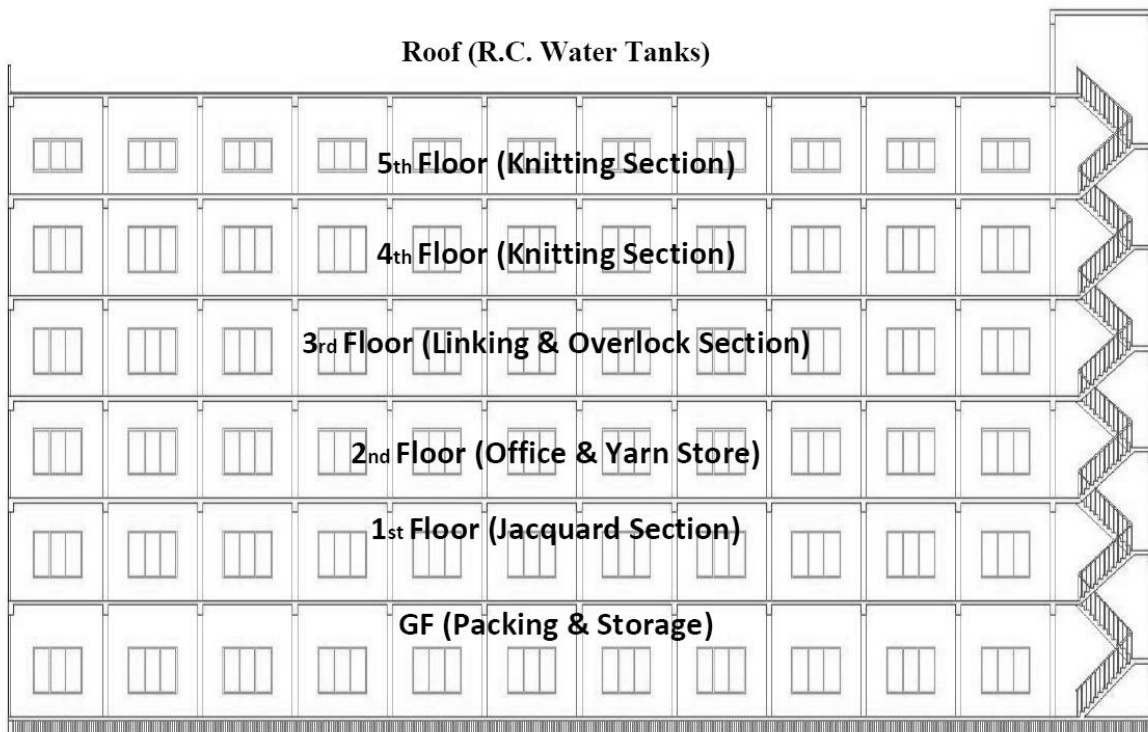 Roof (R.C. Water Tanks)
5th Floor (Knitting Section)
4th Floor (Knitting Section)
3rd Floor (Linking & Overlock Section)
2nd Floor (Office & Yarn Store)
1st Floor (Jacquard Section)
GF (Packing & Storage)